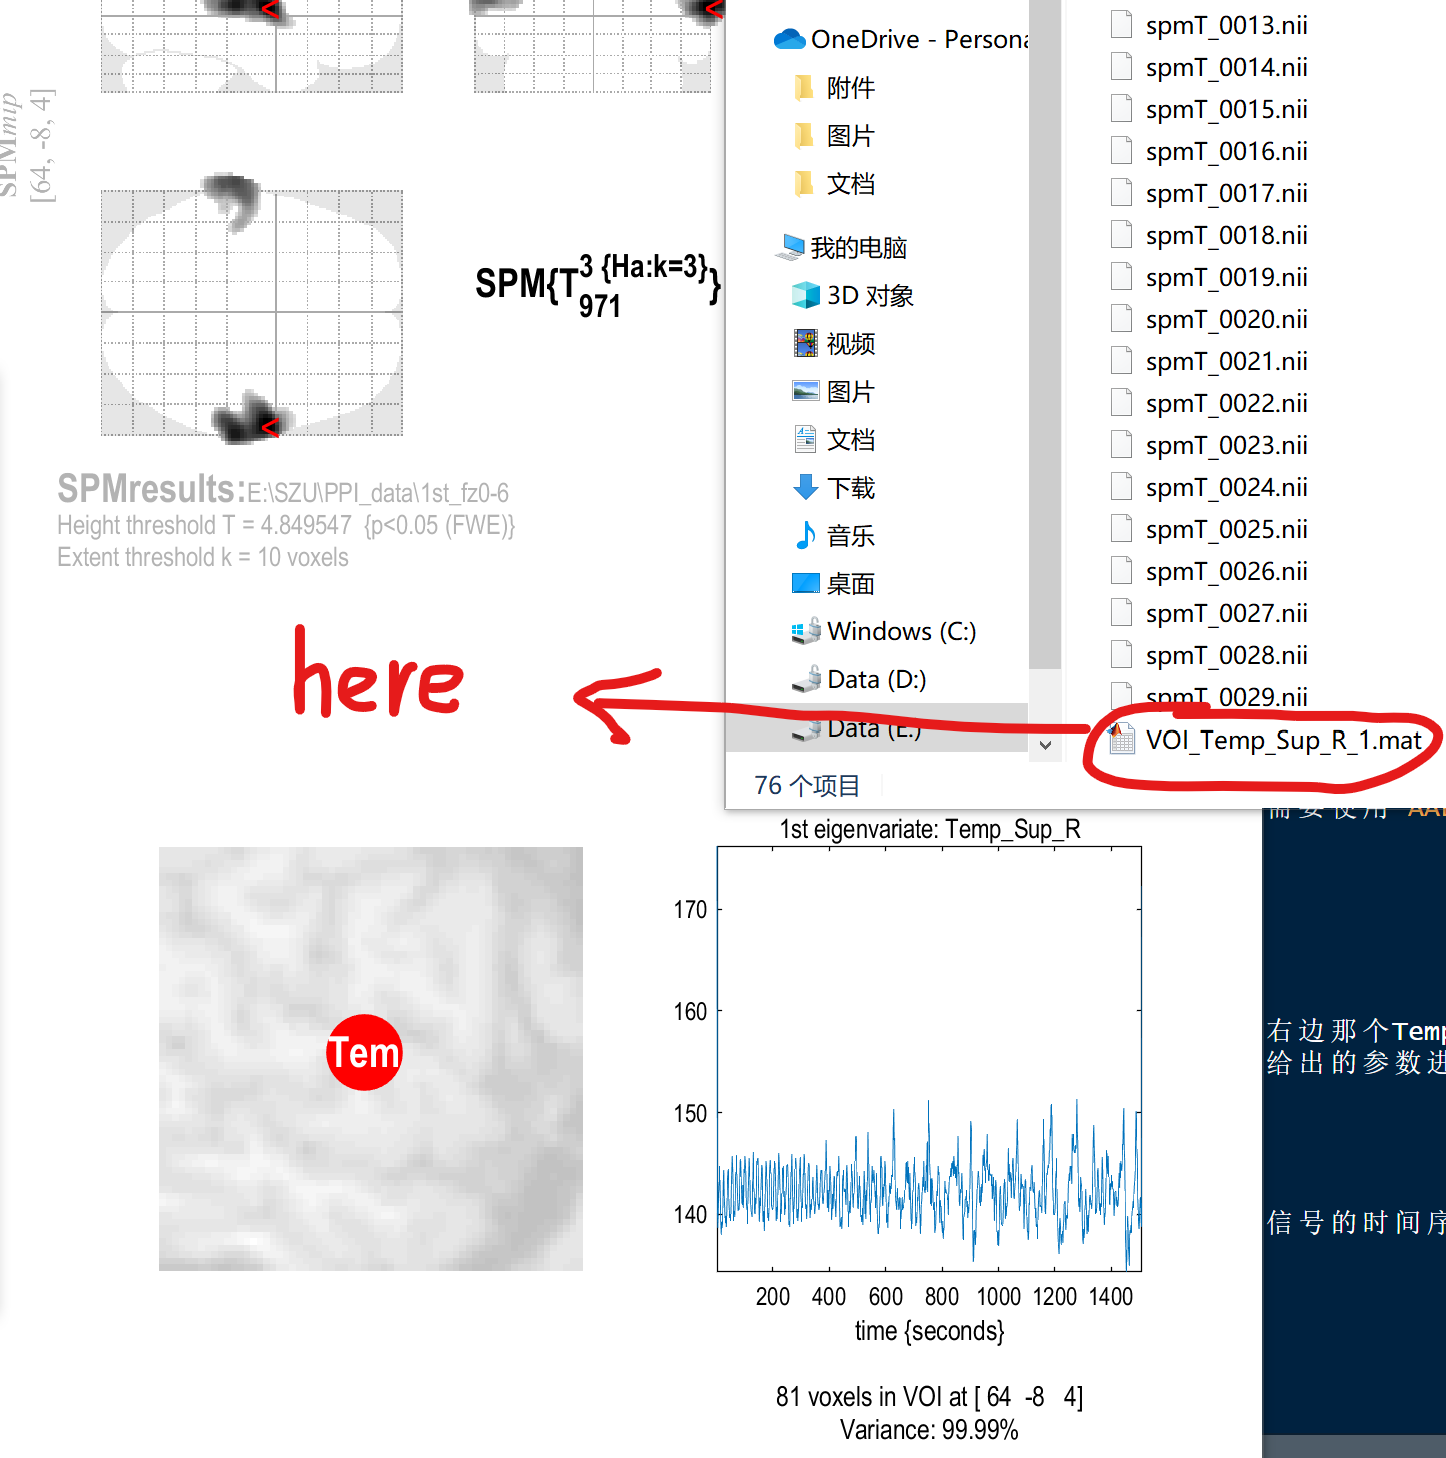 SPMmip
[64, -8, 4]
SPM{T
3 {Ha:k=3}
971
}
SPMresults:E:\SZU\PPI_data\1st_fz0-6
Height threshold T = 4.849547 {p<0.05 (FWE)}
Extent threshold k = 10 voxels
here
OneDrive - Persona
附件
图片
文档
我的电脑
3D 对象
视频
图片
文档
下载
音乐
桌面
Windows (C:)
Data (D:)
Data (E:)
76 个项目
spmT_0013.nii
spmT_0014.nii
spmT_0015.nii
spmT_0016.nii
spmT_0017.nii
spmT_0018.nii
spmT_0019.nii
spmT_0020.nii
spmT_0021.nii
spmT_0022.nii
spmT_0023.nii
spmT_0024.nii
spmT_0025.nii
spmT_0026.nii
spmT_0027.nii
spmT_0028.nii
spmT_0029.nii
VOI_Temp_Sup_R_1.mat
需要使用
右边那个Temp
给出的参数进
信号的时间序
Tem
1st eigenvariate: Temp_Sup_R
170
160
150
140
200 400 600 800 1000 1200 1400
time {seconds}
81 voxels in VOI at [ 64 -8 4]
Variance: 99.99%